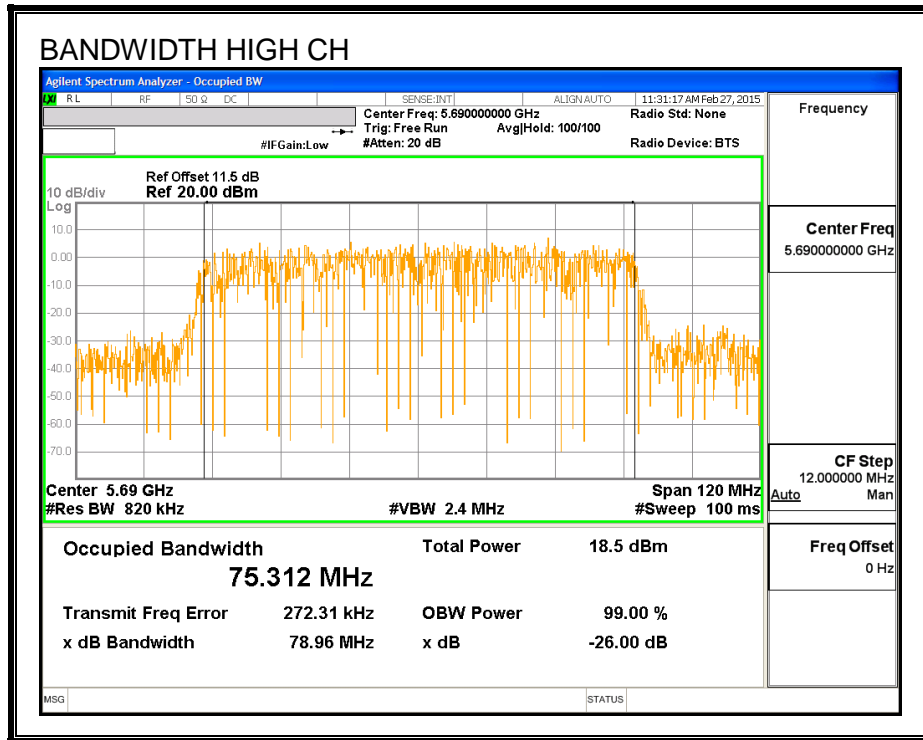 BANDWIDTH HIGH CH
Agilent Spectrum Analyzer - Occupied BW
LXI RL RF 50 Ω DC SENSE:INT ALIGN AUTO 11:31:17 AM Feb 27, 2015
Center Freq: 5.690000000 GHz Radio Std: None
Trig: Free Run Avg|Hold: 100/100
#IFGain:Low #Atten: 20 dB Radio Device: BTS
Ref Offset 11.5 dB
10 dB/div Ref 20.00 dBm
Log
10.0
0.00
-10.0
-20.0
-30.0
-40.0
-50.0
-60.0
-70.0
Center 5.69 GHz Span 120 MHz
#Res BW 820 kHz #VBW 2.4 MHz #Sweep 100 ms
Occupied Bandwidth Total Power 18.5 dBm
75.312 MHz
Transmit Freq Error 272.31 kHz OBW Power 99.00 %
x dB Bandwidth 78.96 MHz x dB -26.00 dB
MSG STATUS
Frequency
Center Freq
5.690000000 GHz
CF Step
12.000000 MHz
Auto Man
Freq Offset
0 Hz